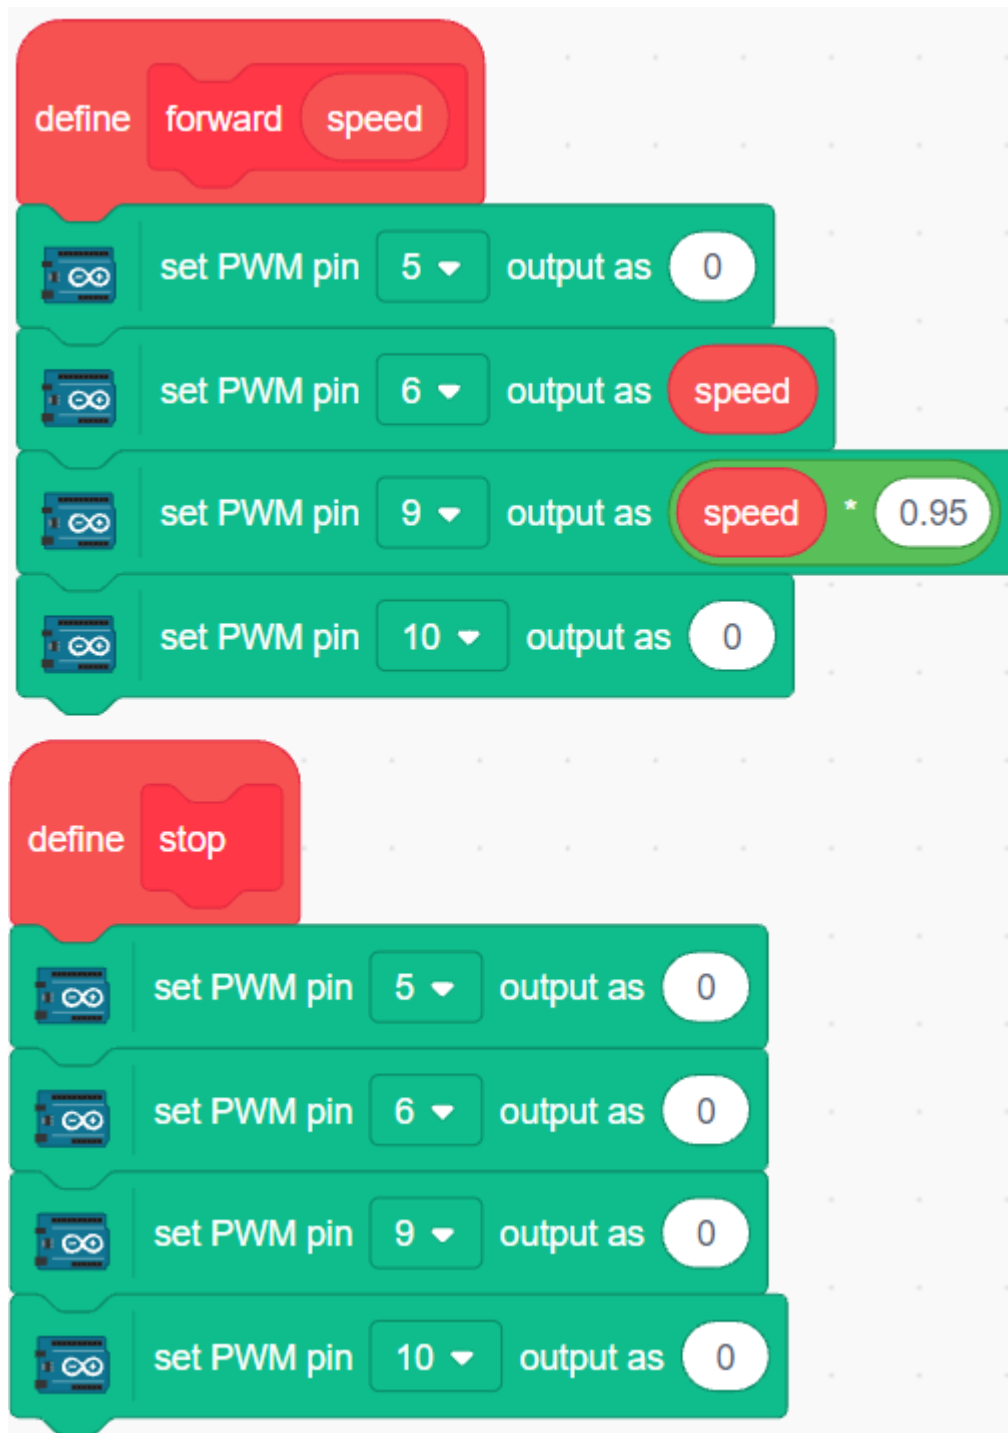 define forward speed
set PWM pin 5 output as 0
set PWM pin 6 output as speed
set PWM pin 9 output as speed * 0.95
set PWM pin 10 output as 0
define stop
set PWM pin 5 output as 0
set PWM pin 6 output as 0
set PWM pin 9 output as 0
set PWM pin 10 output as 0